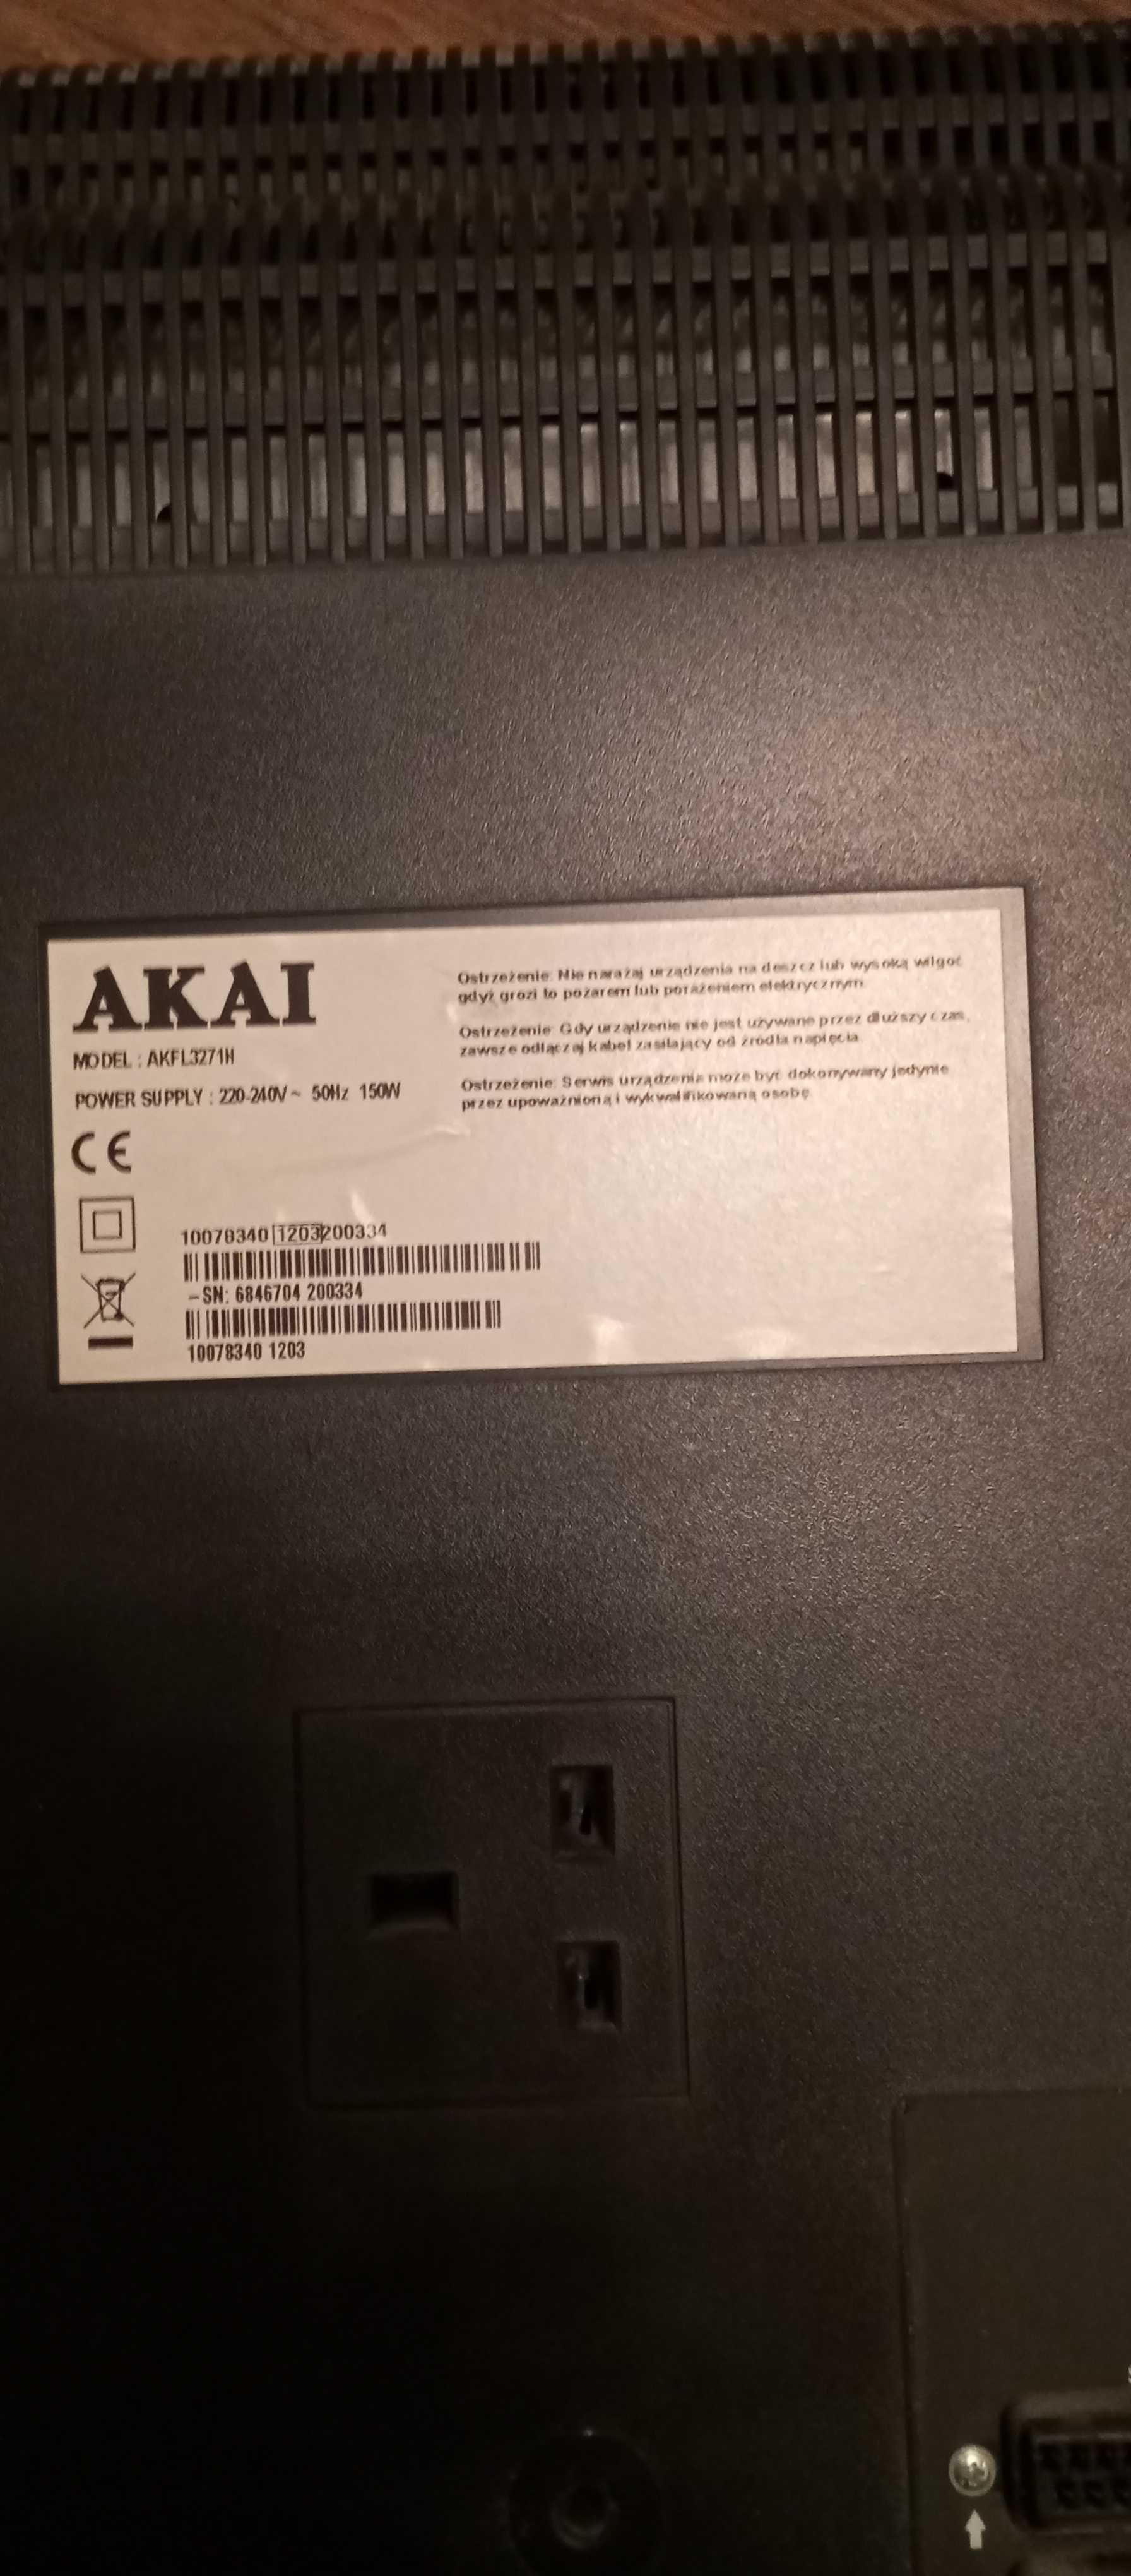 AKAI
MODEL : AKFL3271H
POWER SUPPLY : 220-240V ~ 50Hz 150W
CE
Ostrzeżenie: Nie narażaj urządzenia na deszcz lub wysoką wilgoć
gdyż grozi to pożarem lub porażeniem elektrycznym.
Ostrzeżenie: Gdy urządzenie nie jest używane przez dłuższy czas,
zawsze odłączaj kabel zasilający od źródła napięcia
Ostrzeżenie: Serwis urządzenia może być dokonywany jedynie
przez upoważnioną i wykwalifikowaną osobę
10078340 1203 200334
-SN: 6846704 200334
10078340 1203